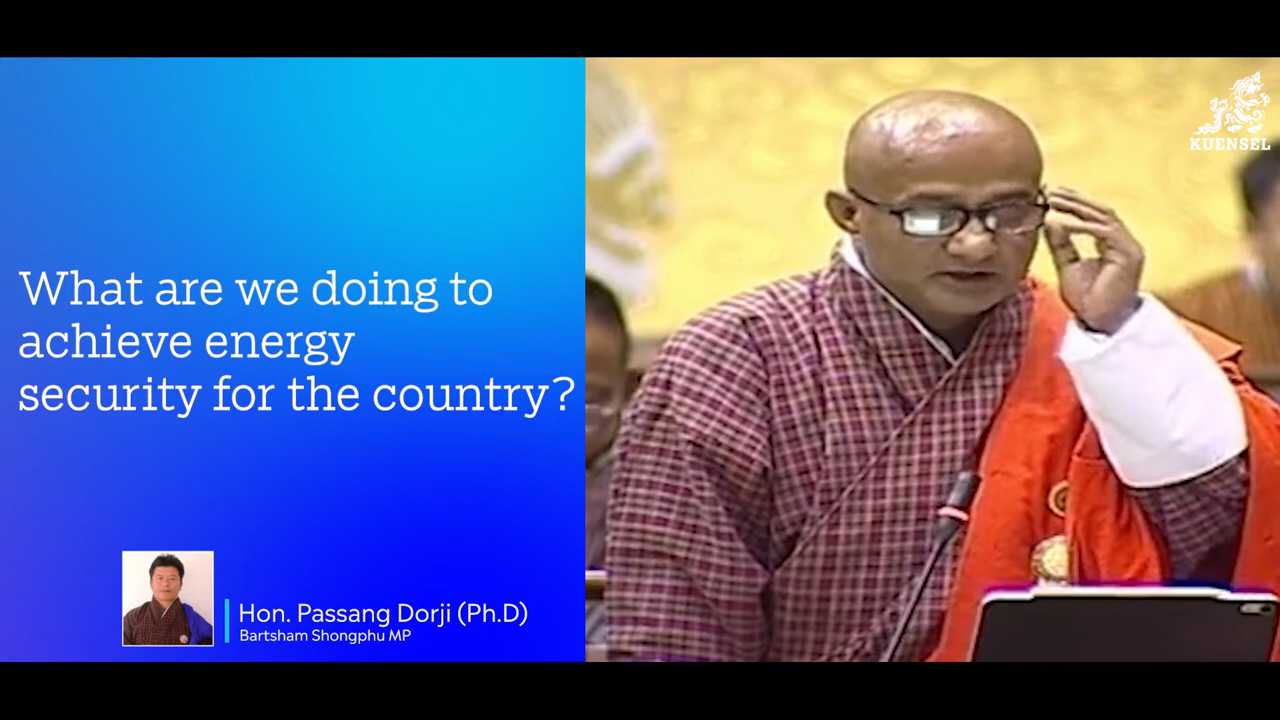 What are we doing to
achieve energy
security for the country?
Hon. Passang Dorji (Ph.D)
Bartsham Shongphu MP
KUENSEL